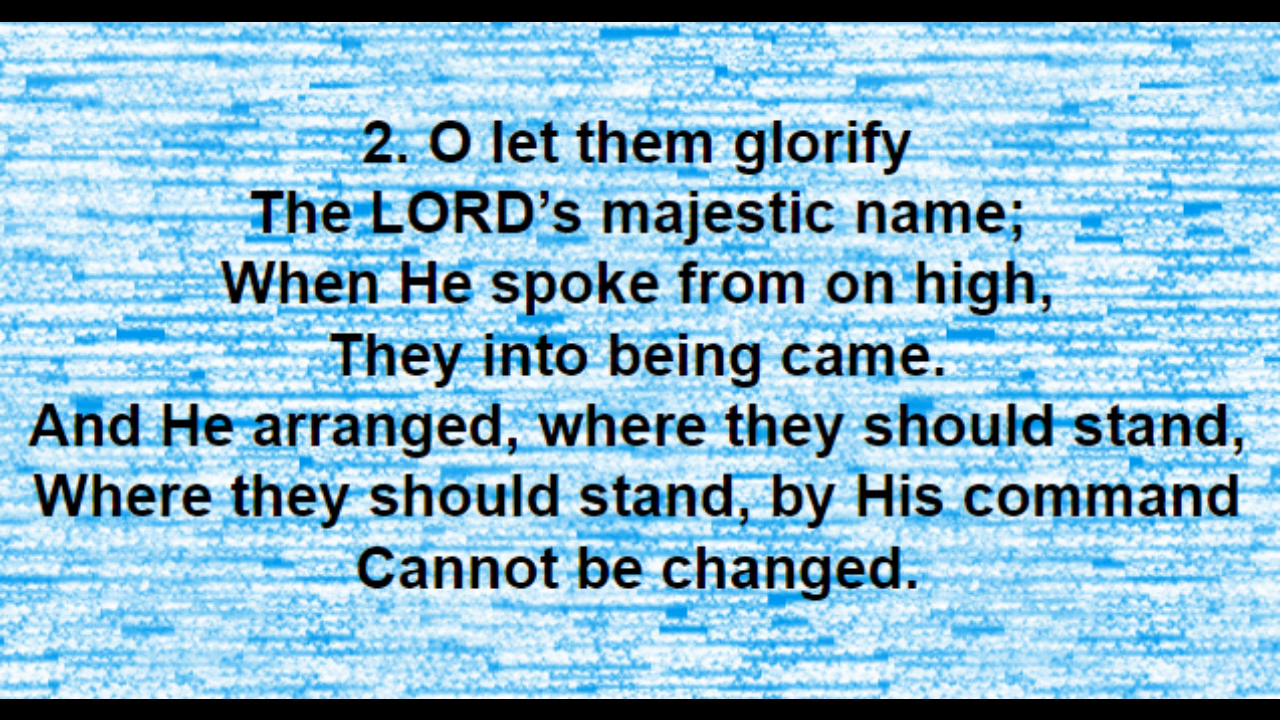 2. O let them glorify
The LORD’s majestic name;
When He spoke from on high,
They into being came.
And He arranged, where they should stand,
Where they should stand, by His command
Cannot be changed.